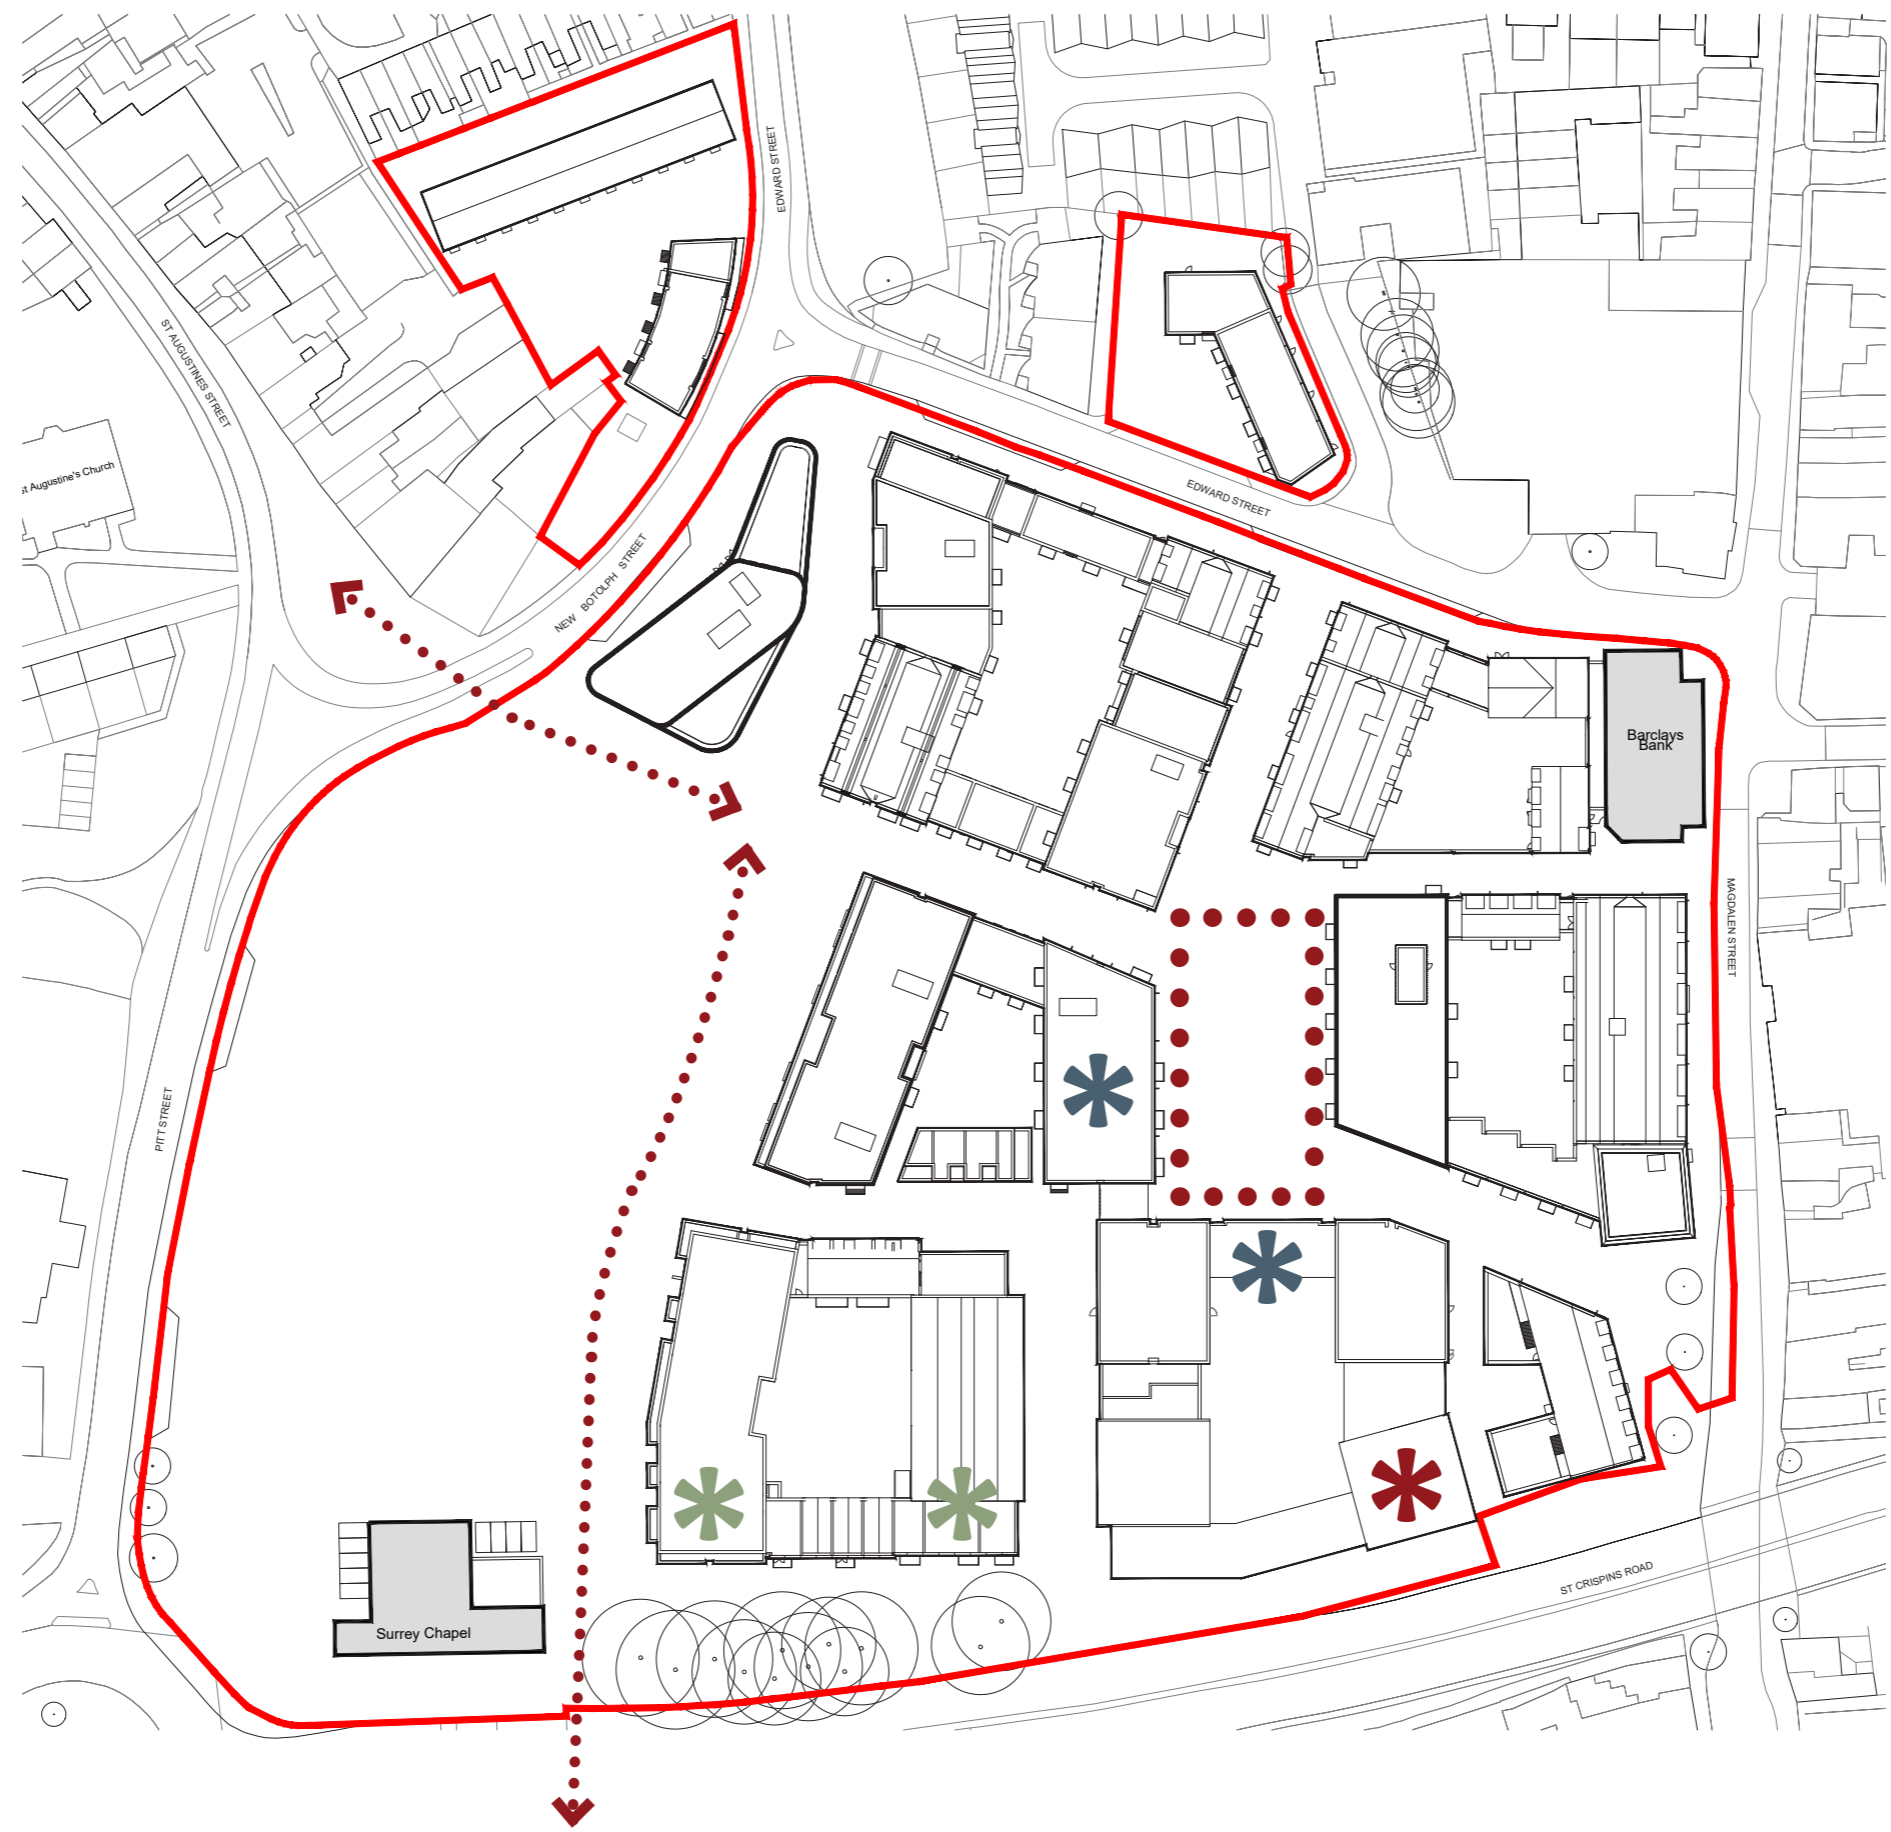 EDWARD STREET
ST AUGUSTINES STREET
St Augustine's Church
EDWARD STREET
NEW BOTOLPH STREET
Barclays
Bank
MAGDALEN STREET
PITT STREET
ST CRISPINS ROAD
Surrey Chapel